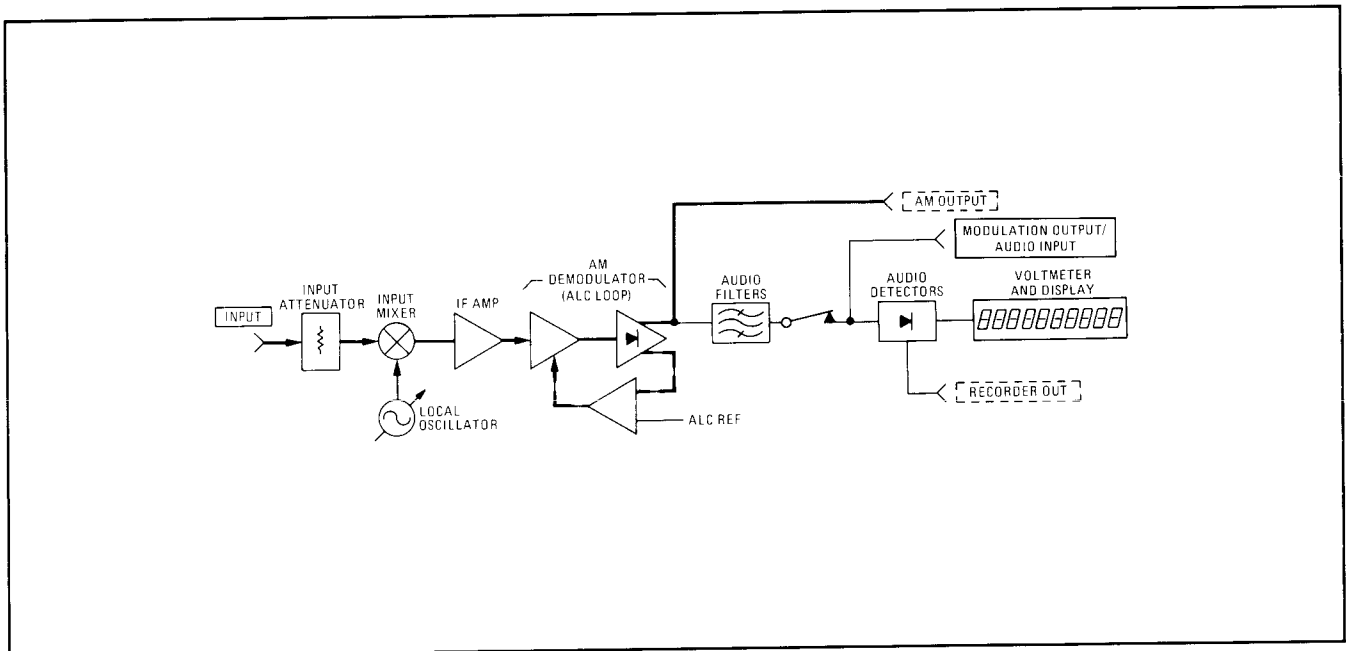 AM OUTPUT
MODULATION OUTPUT/
AUDIO INPUT
AM
DEMODULATOR
(ALC LOOP)
AUDIO
FILTERS
AUDIO
DETECTORS
VOLTMETER
AND DISPLAY
INPUT
ATTENUATOR
INPUT
MIXER
IF AMP
INPUT
RECORDER OUT
LOCAL
OSCILLATOR
ALC REF